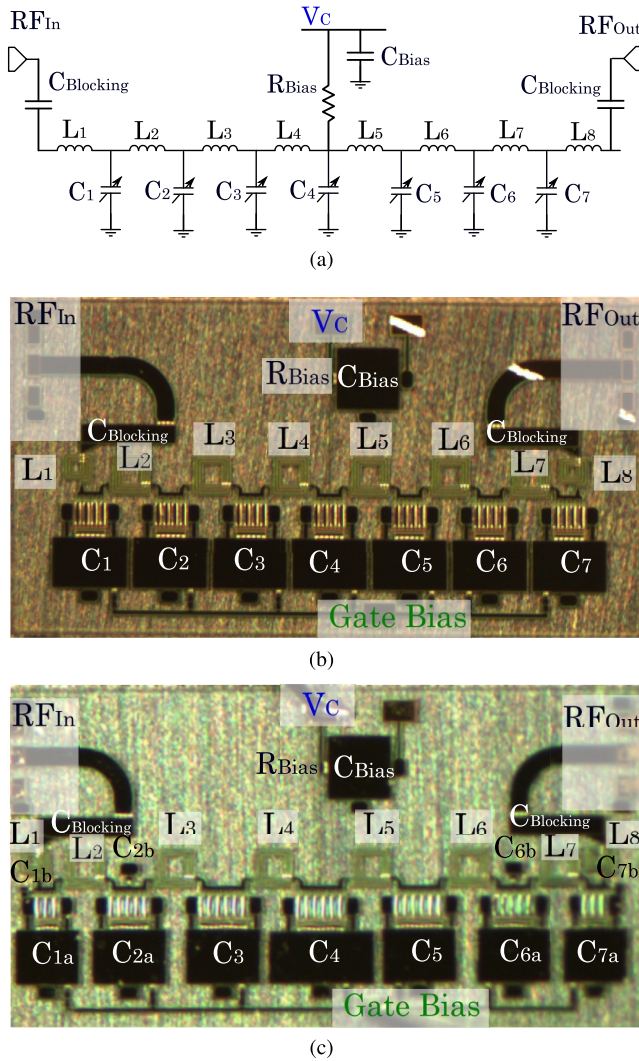 RFIn
VC
RFOut
CBlocking
RBias
CBias
CBlocking
L1 L2 L3 L4 L5 L6 L7 L8
C1 C2 C3 C4 C5 C6 C7
(a)
RFIn
VC
RFOut
RBias
CBias
CBlocking
CBlocking
L1 L2 L3 L4 L5 L6 L7 L8
C1 C2 C3 C4 C5 C6 C7
Gate Bias
(b)
RFIn
VC
RFOut
RBias
CBias
CBlocking
CBlocking
L1 L2 L3 L4 L5 L6 L7 L8
C1b C2b C6b C7b
C1a C2a C3 C4 C5 C6a C7a
Gate Bias
(c)